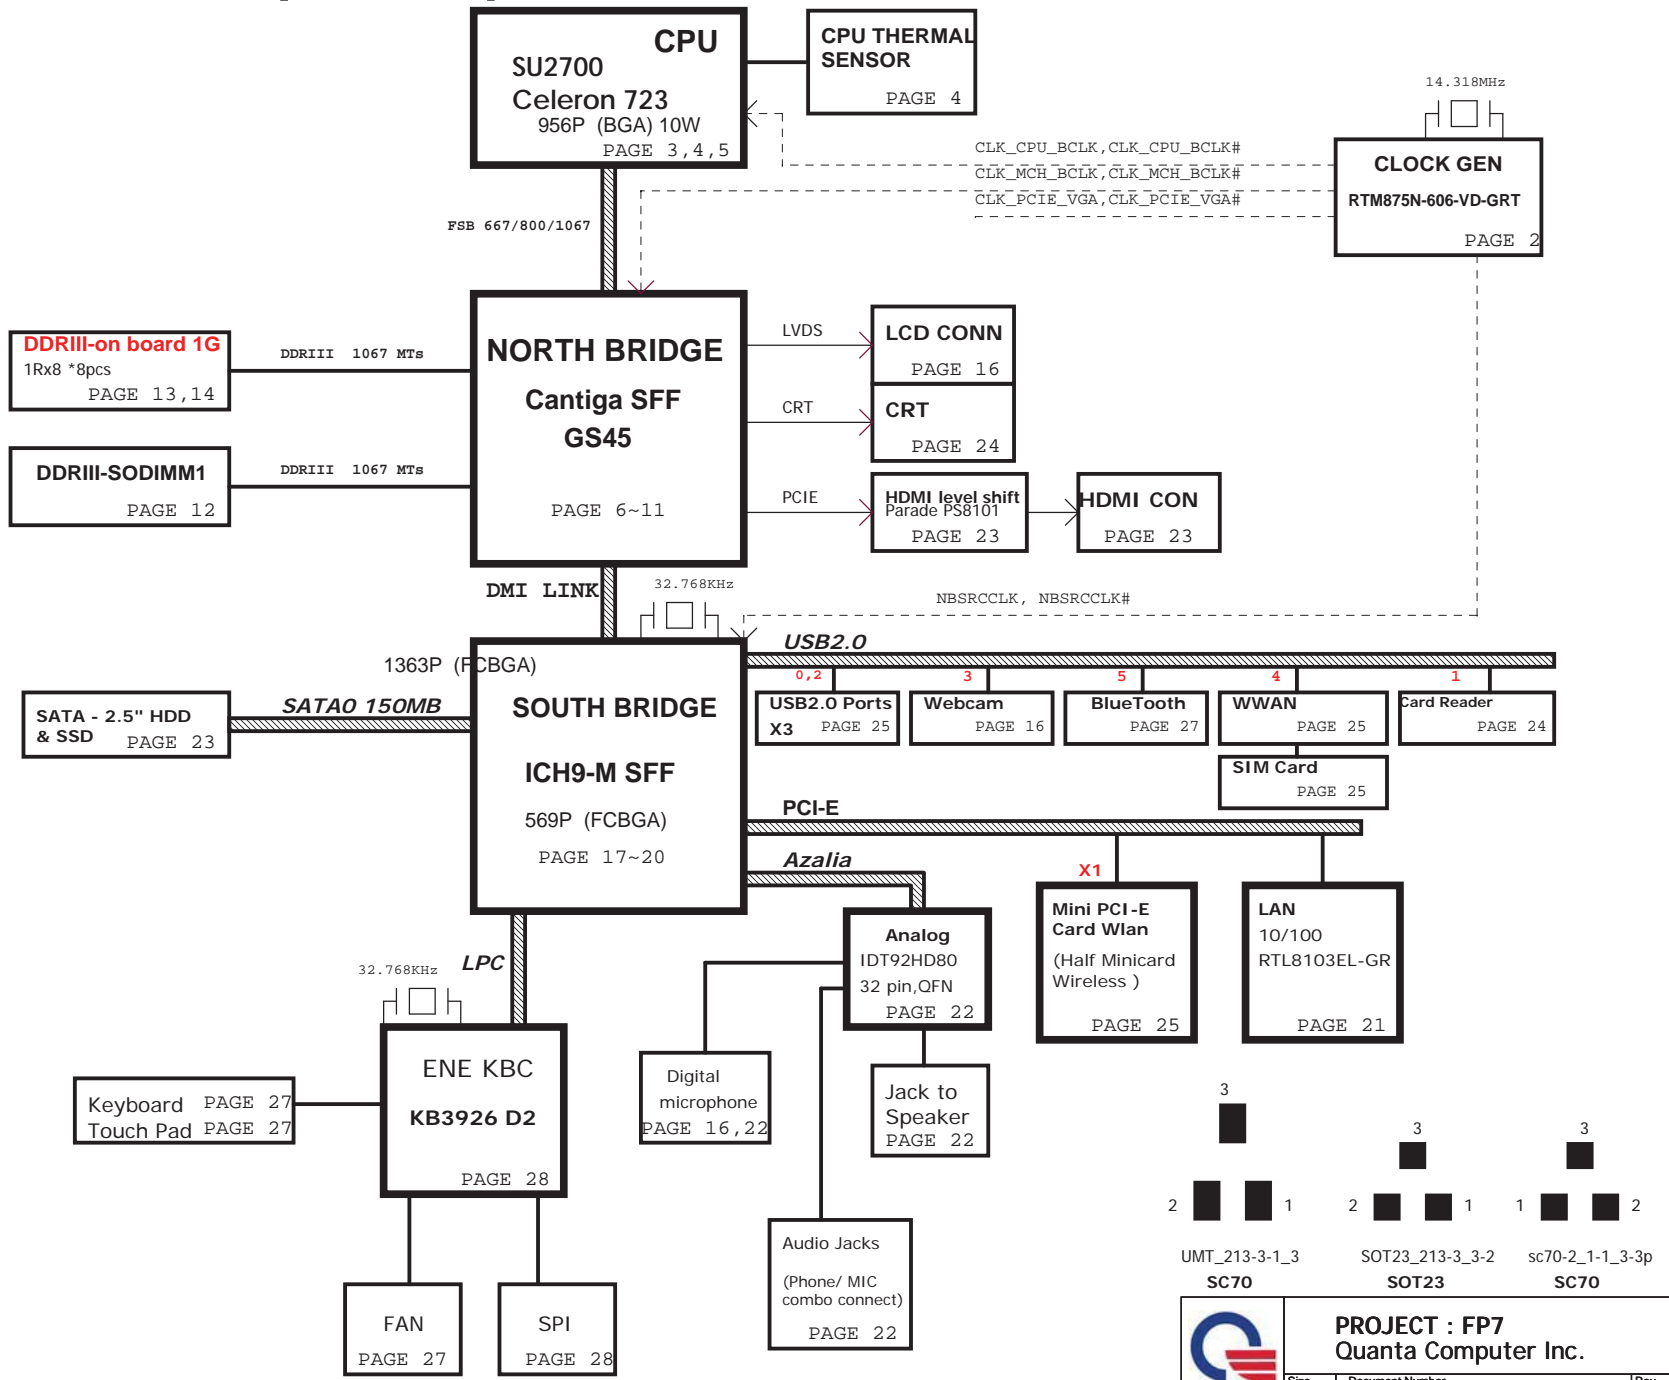 CPU
SU2700
Celeron 723
956P (BGA) 10W
PAGE 3,4,5
CPU THERMAL
SENSOR
PAGE 4
14.318MHz
CLOCK GEN
RTM875N-606-VD-GRT
PAGE 2
CLK_CPU_BCLK,CLK_CPU_BCLK#
CLK_MCH_BCLK,CLK_MCH_BCLK#
CLK_PCIE_VGA,CLK_PCIE_VGA#
FSB 667/800/1067
DDRIII-on board 1G
1Rx8 *8pcs
PAGE 13,14
DDRIII 1067 MTs
DDRIII-SODIMM1
PAGE 12
DDRIII 1067 MTs
NORTH BRIDGE
Cantiga SFF
GS45
PAGE 6~11
LVDS
LCD CONN
PAGE 16
CRT
CRT
PAGE 24
PCIE
HDMI level shift
Parade PS8101
PAGE 23
HDMI CON
PAGE 23
DMI LINK
32.768KHz
NBSRCCLK, NBSRCCLK#
1363P (FCBGA)
SOUTH BRIDGE
ICH9-M SFF
569P (FCBGA)
PAGE 17~20
SATA - 2.5" HDD
& SSD
PAGE 23
SATA0 150MB
USB2.0
0,2
3
5
4
1
USB2.0 Ports
X3 PAGE 25
Webcam
PAGE 16
BlueTooth
PAGE 27
WWAN
PAGE 25
Card Reader
PAGE 24
SIM Card
PAGE 25
PCI-E
X1
Mini PCI-E
Card Wlan
(Half Minicard
Wireless )
PAGE 25
LAN
10/100
RTL8103EL-GR
PAGE 21
Azalia
Analog
IDT92HD80
32 pin,QFN
PAGE 22
Digital
microphone
PAGE 16,22
Jack to
Speaker
PAGE 22
Audio Jacks
(Phone/ MIC
combo connect)
PAGE 22
LPC
32.768KHz
ENE KBC
KB3926 D2
PAGE 28
Keyboard PAGE 27
Touch Pad PAGE 27
FAN
PAGE 27
SPI
PAGE 28
3
2
1
UMT_213-3-1_3
SC70
3
2
1
SOT23_213-3_3-2
SOT23
3
1
2
sc70-2_1-1_3-3p
SC70
PROJECT : FP7
Quanta Computer Inc.
Size
Document Number
Rev